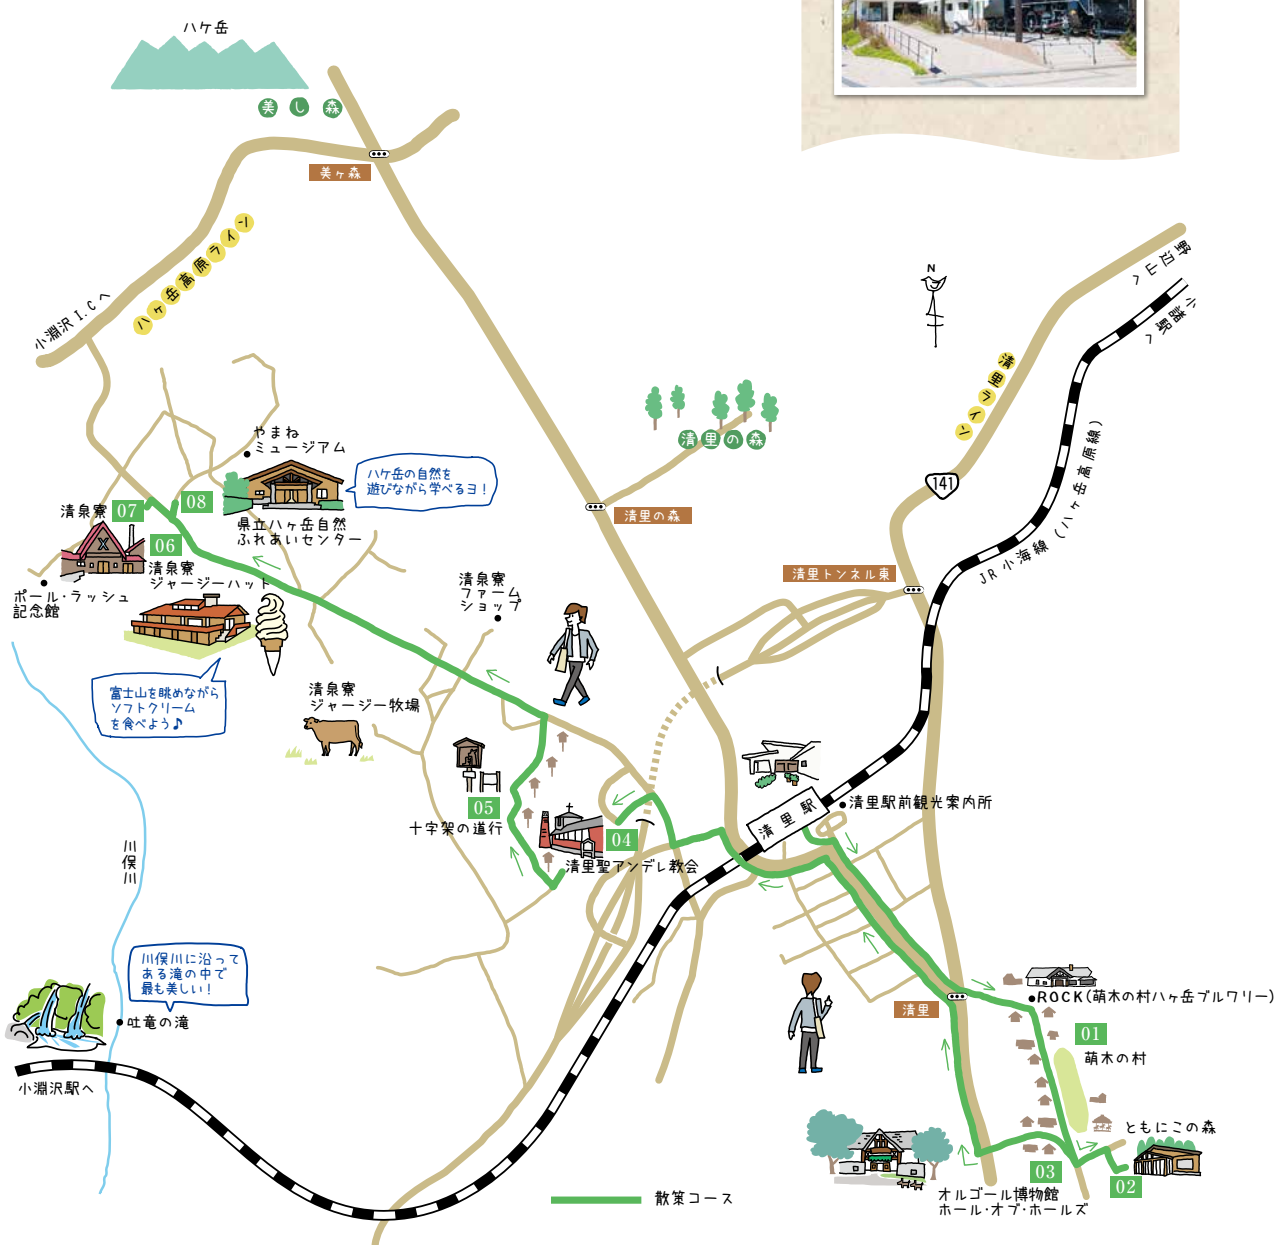 八ケ岳
美し森
美ヶ森
八ヶ岳高原ライン
小淵沢I.Cへ
N
野辺山へ
小諸駅へ
清里ライン
141
JR小海線(八ヶ岳高原線)
清里の森
清里の森
清里トンネル東
やまね
ミュージアム
八ケ岳の自然を
遊びながら学べるヨ!
県立八ヶ岳自然
ふれあいセンター
08
清泉寮
07
06
清泉寮
ジャージーハット
ポール・ラッシュ
記念館
富士山を眺めながら
ソフトクリーム
を食べよう♪
清泉寮
ファーム
ショップ
清泉寮
ジャージー牧場
05
十字架の道行
04
清里聖アンデレ教会
清里駅
清里駅前観光案内所
川俣川
川俣川に沿って
ある滝の中で
最も美しい!
吐竜の滝
小淵沢駅へ
清里
ROCK(萌木の村八ヶ岳ブルワリー)
01
萌木の村
ともにこの森
02
03
オルゴール博物館
ホール・オブ・ホールズ
散策コース